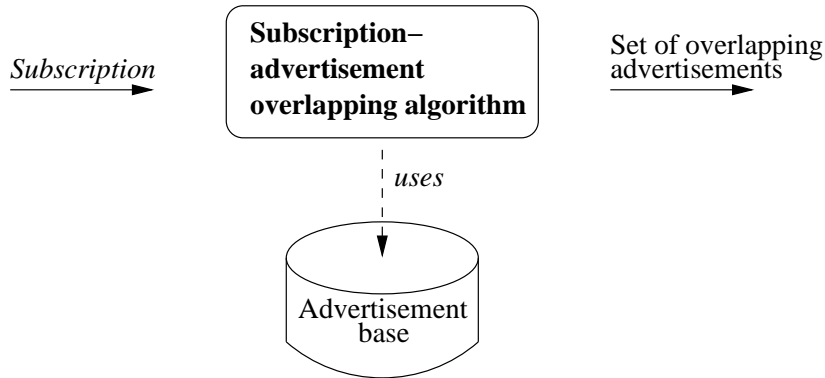 Subscription
Subscription–
advertisement
overlapping algorithm
Set of overlapping
advertisements
uses
Advertisement
base